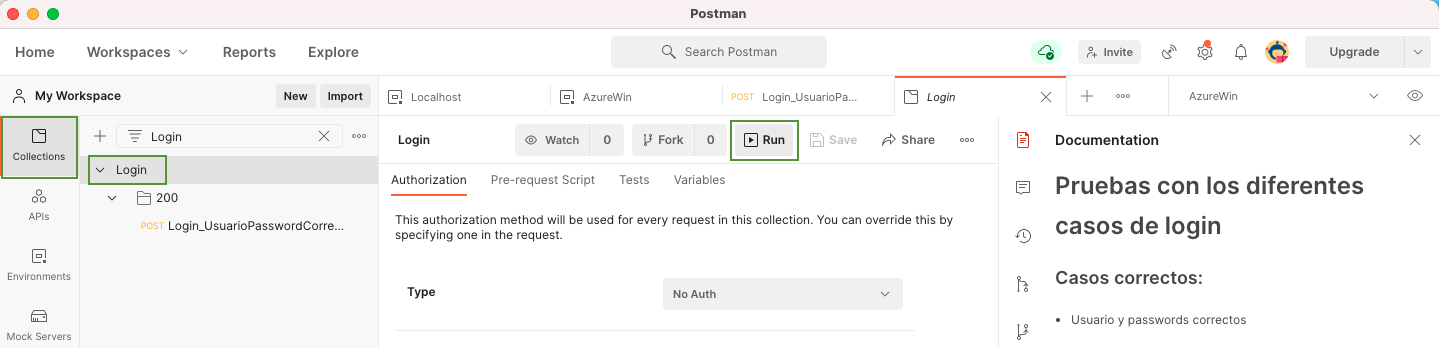 Postman
Home Workspaces Reports Explore Search Postman Invite Upgrade
My Workspace New Import
Localhost AzureWin POST Login_UsuarioPa... Login AzureWin
Collections
APIs
Environments
Mock Servers
Login
Login
200
POST Login_UsuarioPasswordCorre...
Login Watch 0 Fork 0 Run Save Share
Authorization Pre-request Script Tests Variables
This authorization method will be used for every request in this collection. You can override this by
specifying one in the request.
Type No Auth
Documentation
Pruebas con los diferentes
casos de login
Casos correctos:
• Usuario y passwords correctos